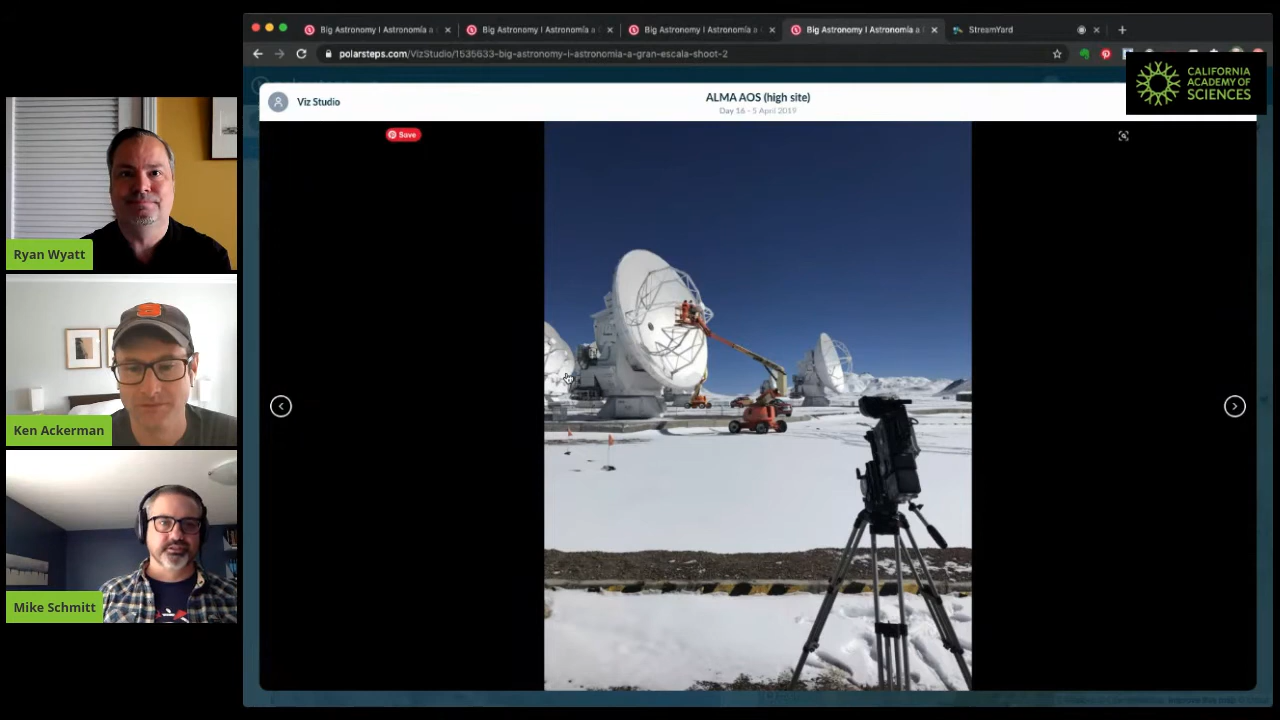 Big Astronomy | Astronomía a
Big Astronomy | Astronomía a
Big Astronomy | Astronomía a
Big Astronomy | Astronomía a
StreamYard
polarsteps.com/VizStudio/1535633-big-astronomy-i-astronomia-a-gran-escala-shoot-2
CALIFORNIA
ACADEMY OF
SCIENCES
Viz Studio
ALMA AOS (high site)
Day 16 - 5 April 2019
Save
Ryan Wyatt
Ken Ackerman
Mike Schmitt